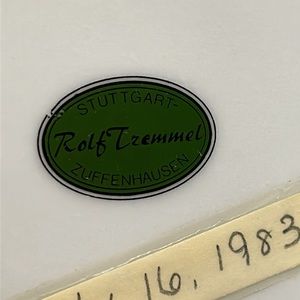 STUTTGART-
Rolf Tremmel
ZUFFENHAUSEN
16, 1983